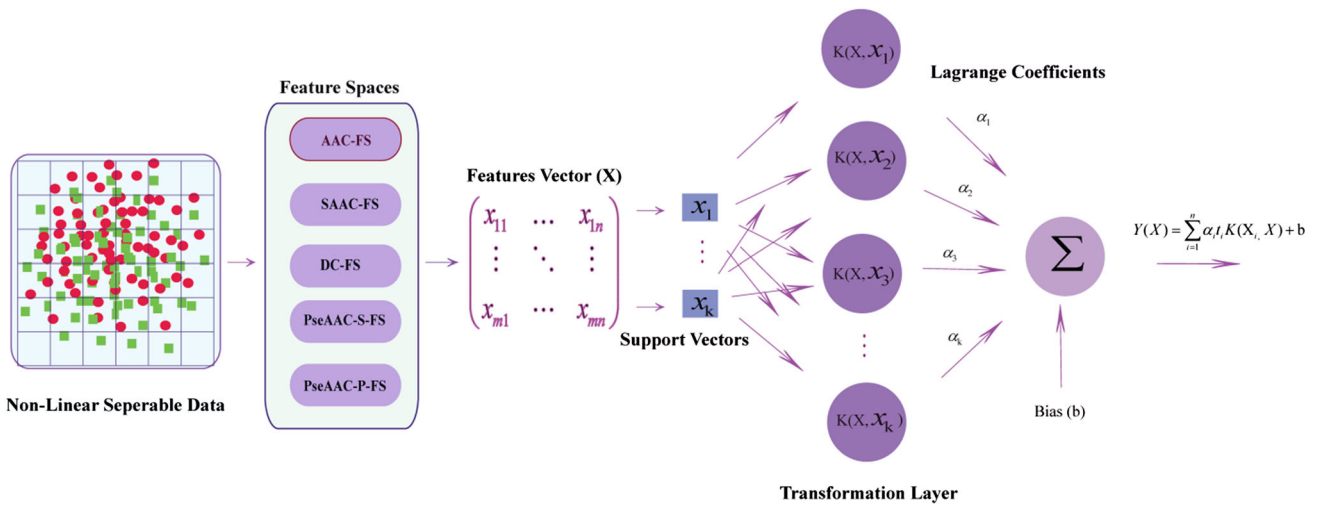 Non-Linear Seperable Data
Feature Spaces
AAC-FS
SAAC-FS
DC-FS
PseAAC-S-FS
PseAAC-P-FS
Features Vector (X)
x11 ... x1n
⋮ ⋱ ⋮
xm1 ... xmn
x1
⋮
xk
Support Vectors
K(X, x1)
K(X, x2)
K(X, x3)
⋮
K(X, xk )
Transformation Layer
Lagrange Coefficients
α1
α2
α3
αk
Σ
Bias (b)
Y(X) = ∑_{i=1}^{n} αi ti K(Xi, X) + b